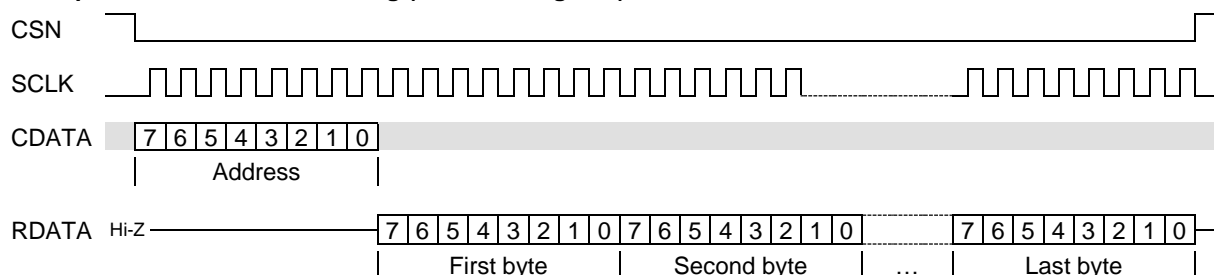 CSN
SCLK
CDATA 7 6 5 4 3 2 1 0
Address
RDATA Hi-Z 7 6 5 4 3 2 1 0 7 6 5 4 3 2 1 0 7 6 5 4 3 2 1 0
First byte Second byte … Last byte